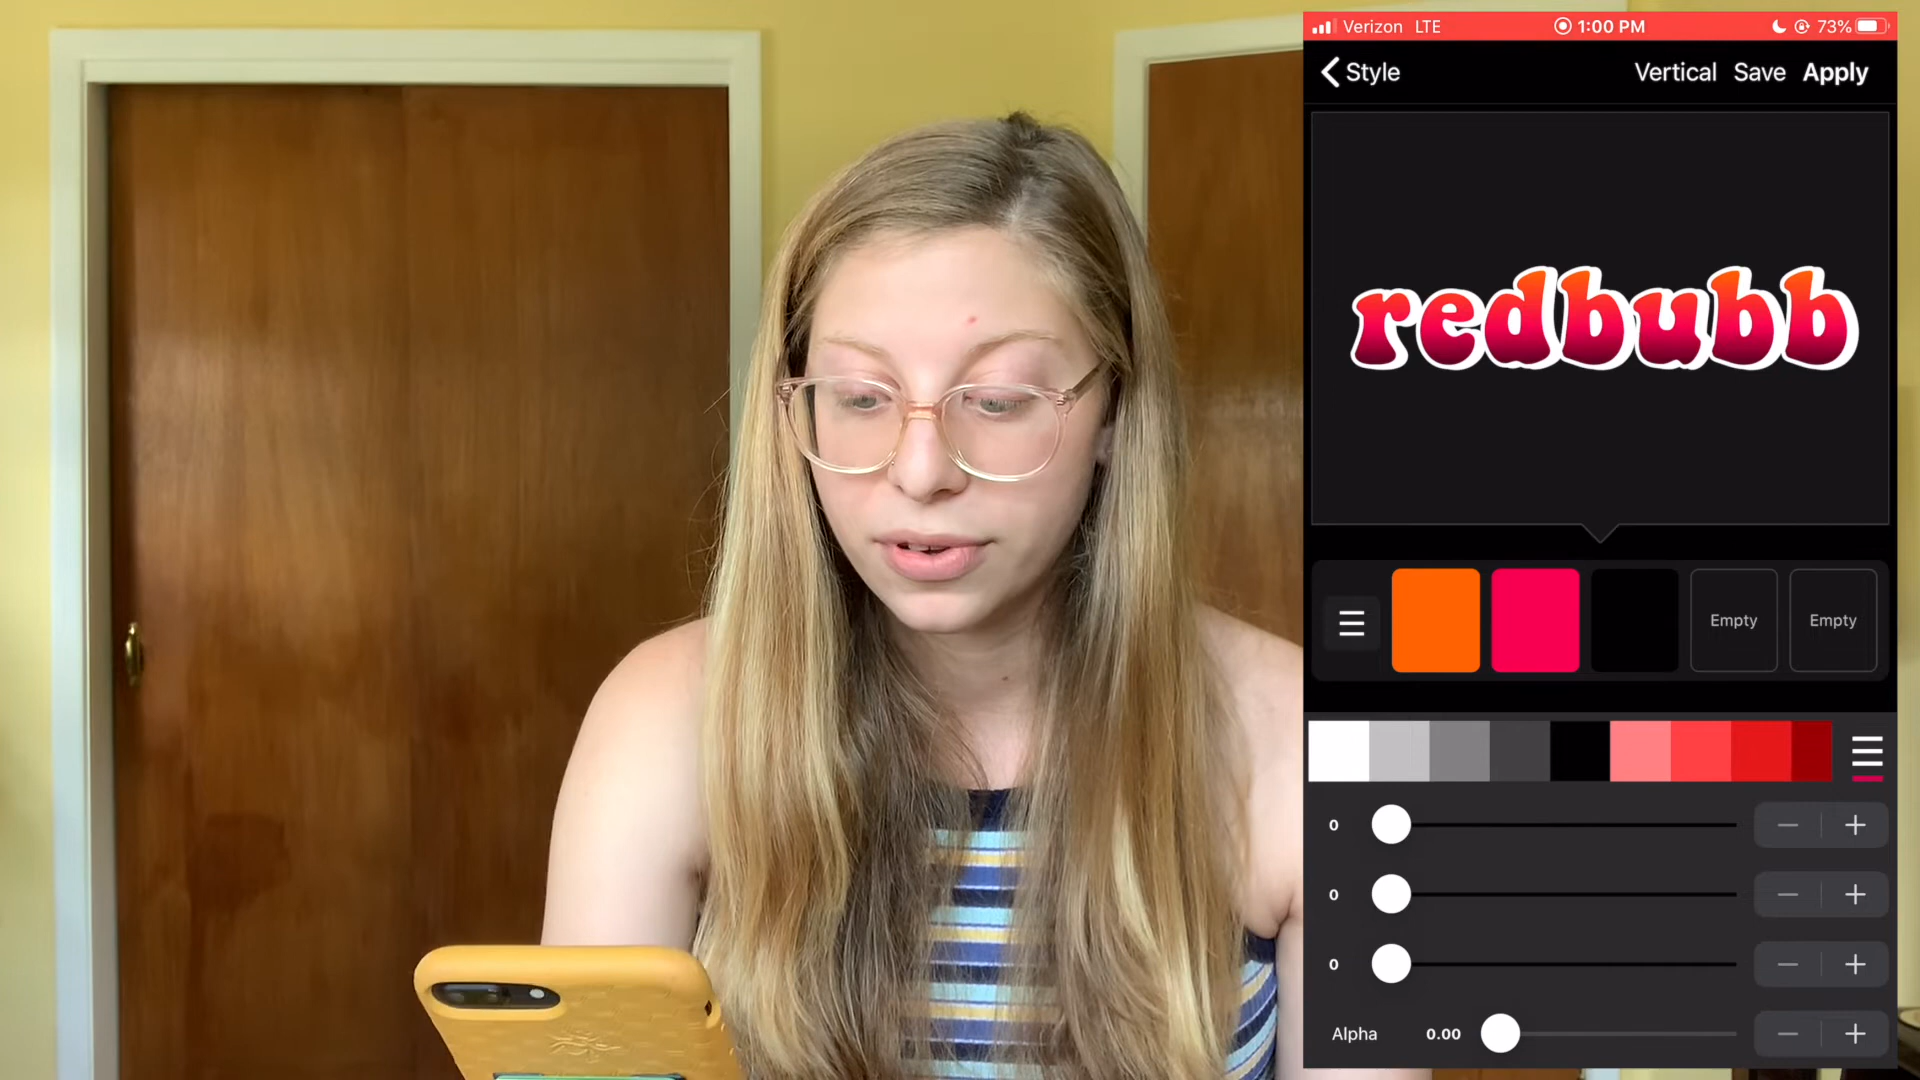 Verizon LTE 1:00 PM 73%
Style Vertical Save Apply
redbubb
Empty Empty
0
0
0
Alpha 0.00